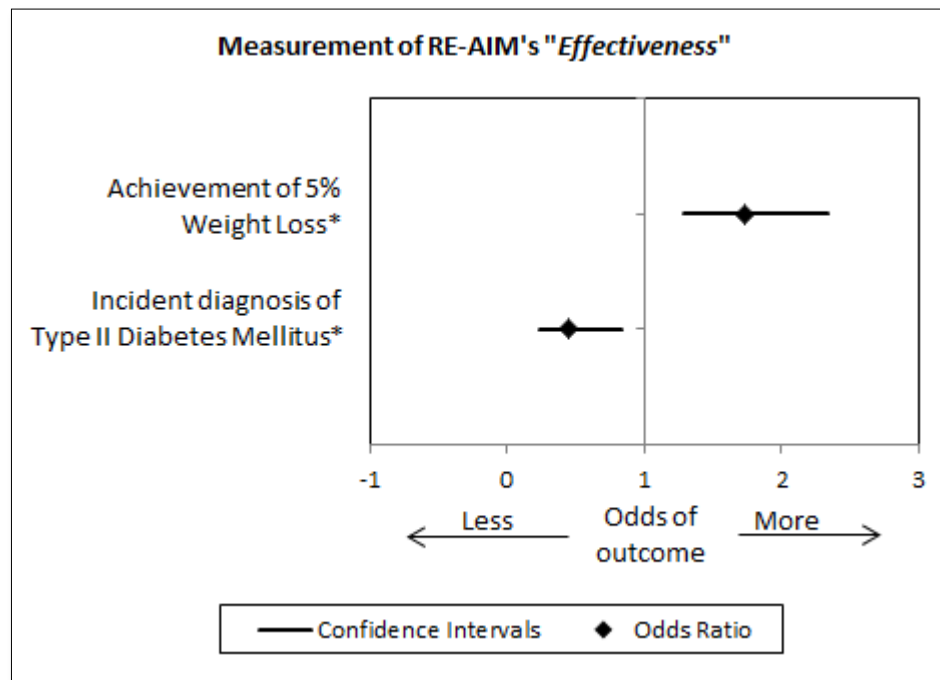 Measurement of RE-AIM's "Effectiveness"
Achievement of 5%
Weight Loss*
Incident diagnosis of
Type II Diabetes Mellitus*
-1 0 1 2 3
Less Odds of More
outcome
Confidence Intervals Odds Ratio